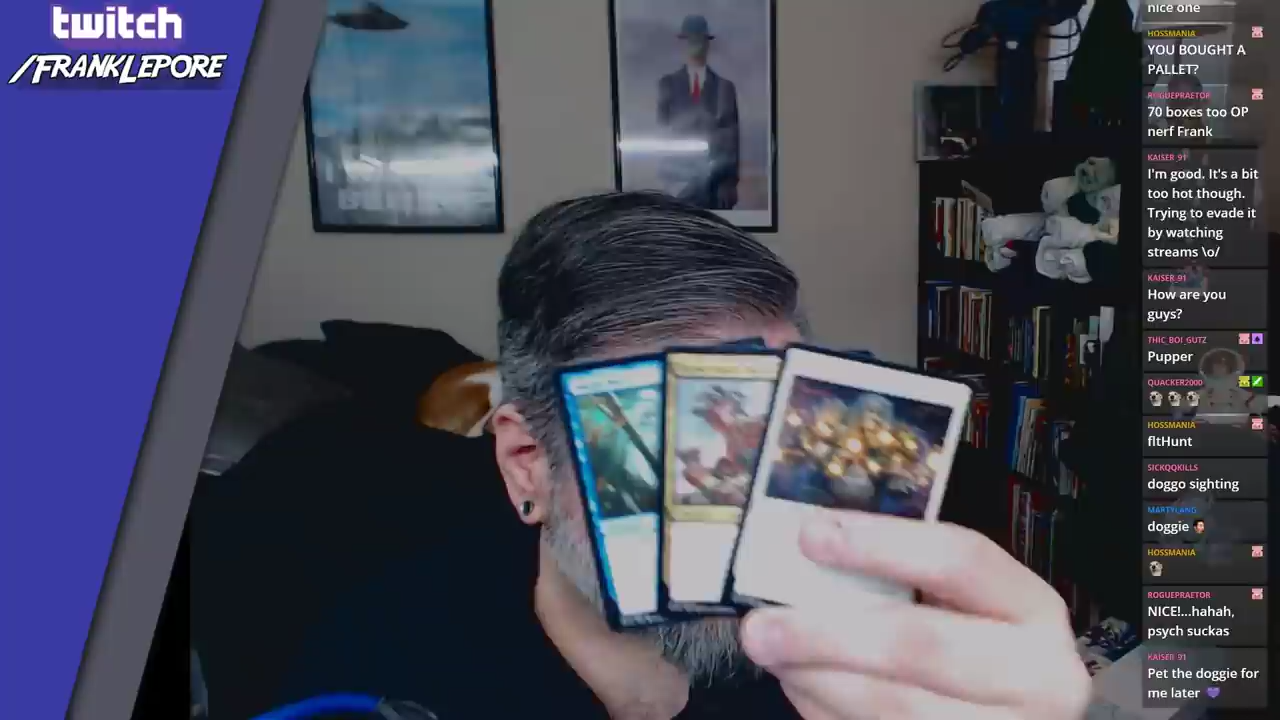 twitch
/FRANKLEPORE
nice one
HOSSMANIA
YOU BOUGHT A
PALLET?
ROGUEPRAETOR
70 boxes too OP
nerf Frank
KAISER_91
I'm good. It's a bit
too hot though.
Trying to evade it
by watching
streams \o/
KAISER_91
How are you
guys?
THIC_BOI_GUTZ
Pupper
QUACKER2000
HOSSMANIA
fltHunt
SICKQQKILLS
doggo sighting
MARTYLANG
doggie
HOSSMANIA
ROGUEPRAETOR
NICE!...hahah,
psych suckas
KAISER_91
Pet the doggie for
me later